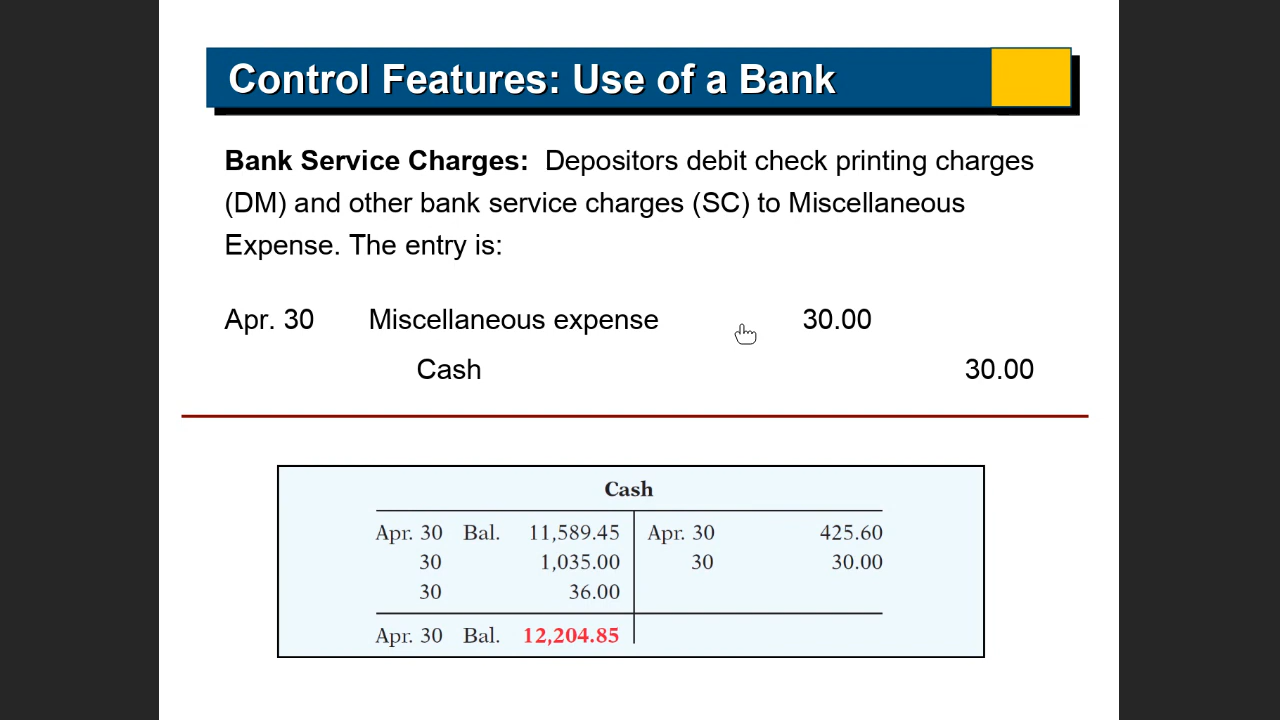 Control Features: Use of a Bank
Bank Service Charges: Depositors debit check printing charges
(DM) and other bank service charges (SC) to Miscellaneous
Expense. The entry is:
Apr. 30 Miscellaneous expense 30.00
Cash 30.00
Cash
Apr. 30 Bal. 11,589.45 Apr. 30 425.60
30 1,035.00 30 30.00
30 36.00
Apr. 30 Bal. 12,204.85